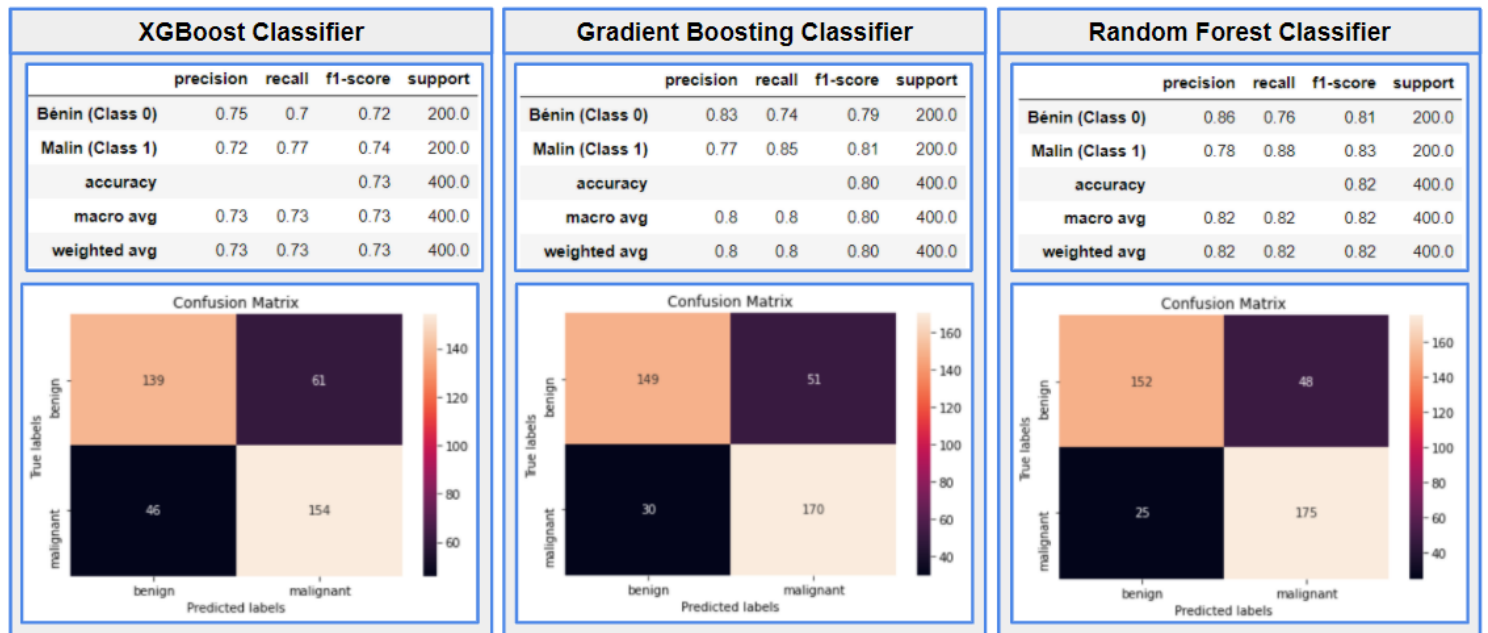 XGBoost Classifier
precision recall f1-score support
Bénin (Class 0) 0.75 0.7 0.72 200.0
Malin (Class 1) 0.72 0.77 0.74 200.0
accuracy 0.73 400.0
macro avg 0.73 0.73 0.73 400.0
weighted avg 0.73 0.73 0.73 400.0
Confusion Matrix
True labels
benign
malignant
139 61
46 154
140
120
100
80
60
benign malignant
Predicted labels
Gradient Boosting Classifier
precision recall f1-score support
Bénin (Class 0) 0.83 0.74 0.79 200.0
Malin (Class 1) 0.77 0.85 0.81 200.0
accuracy 0.80 400.0
macro avg 0.8 0.8 0.80 400.0
weighted avg 0.8 0.8 0.80 400.0
Confusion Matrix
True labels
benign
malignant
149 51
30 170
160
140
120
100
80
60
40
benign malignant
Predicted labels
Random Forest Classifier
precision recall f1-score support
Bénin (Class 0) 0.86 0.76 0.81 200.0
Malin (Class 1) 0.78 0.88 0.83 200.0
accuracy 0.82 400.0
macro avg 0.82 0.82 0.82 400.0
weighted avg 0.82 0.82 0.82 400.0
Confusion Matrix
True labels
benign
malignant
152 48
25 175
160
140
120
100
80
60
40
benign malignant
Predicted labels